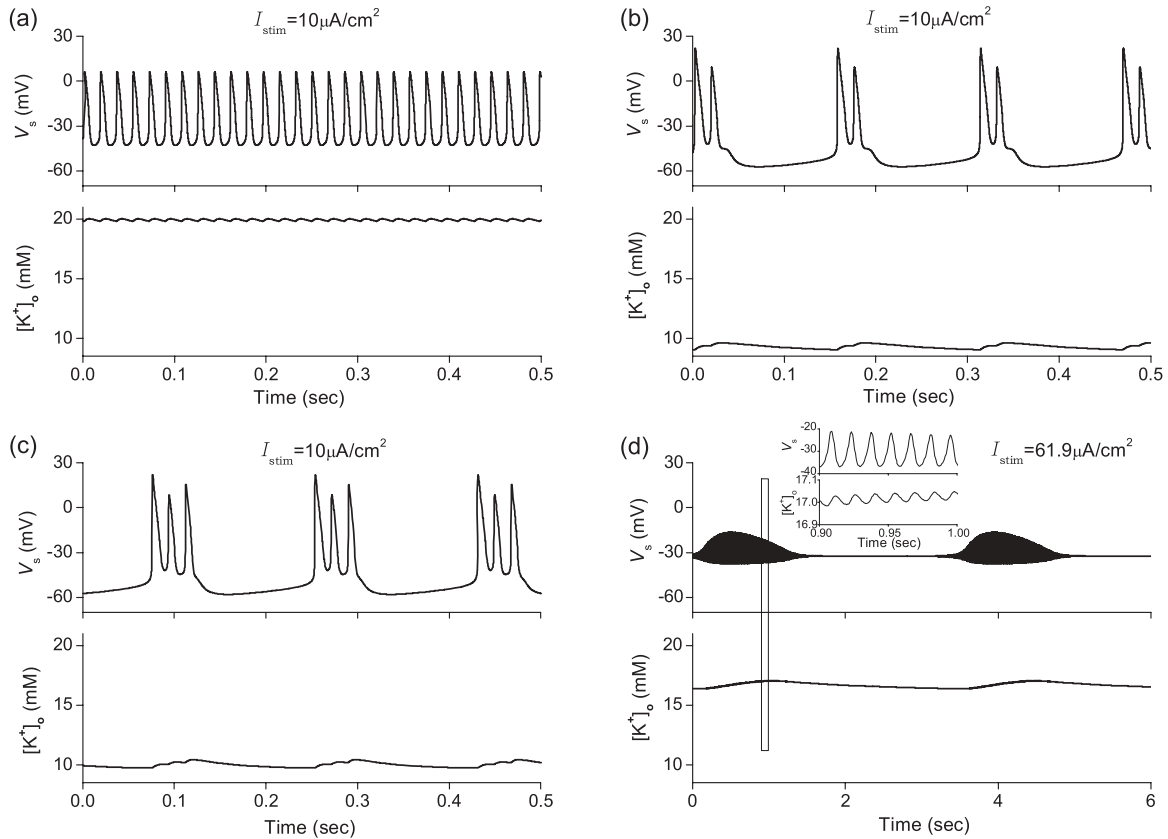 (a)
I_stim=10μA/cm²
30
0
-30
-60
V_s (mV)
20
15
10
[K⁺]_o (mM)
0.0 0.1 0.2 0.3 0.4 0.5
Time (sec)
(b)
I_stim=10μA/cm²
30
0
-30
-60
V_s (mV)
20
15
10
[K⁺]_o (mM)
0.0 0.1 0.2 0.3 0.4 0.5
Time (sec)
(c)
I_stim=10μA/cm²
30
0
-30
-60
V_s (mV)
20
15
10
[K⁺]_o (mM)
0.0 0.1 0.2 0.3 0.4 0.5
Time (sec)
(d)
I_stim=61.9μA/cm²
-20
-30
-40
V_s
17.1
17.0
16.9
[K⁺]_o
0.90 0.95 1.00
Time (sec)
30
0
-30
-60
V_s (mV)
20
15
10
[K⁺]_o (mM)
0 2 4 6
Time (sec)